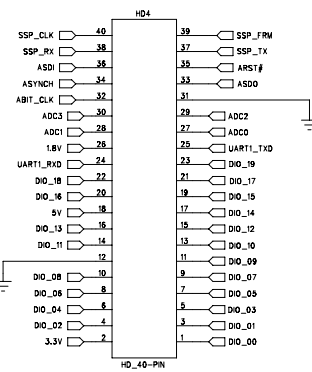 HD4
SSP_CLK 40 39 SSP_FRM
SSP_RX 38 37 SSP_TX
ASDI 36 35 ARST#
ASYNCH 34 33 ASDO
ABIT_CLK 32 31
ADC3 30 29 ADC2
ADC1 28 27 ADC0
1.8V 26 25 UART1_TXD
UART1_RXD 24 23 DIO_19
DIO_18 22 21 DIO_17
DIO_16 20 19 DIO_15
5V 18 17 DIO_14
DIO_13 16 15 DIO_12
DIO_11 14 13 DIO_10
12 11 DIO_09
DIO_08 10 9 DIO_07
DIO_06 8 7 DIO_05
DIO_04 6 5 DIO_03
DIO_02 4 3 DIO_01
3.3V 2 1 DIO_00
HD_40-PIN